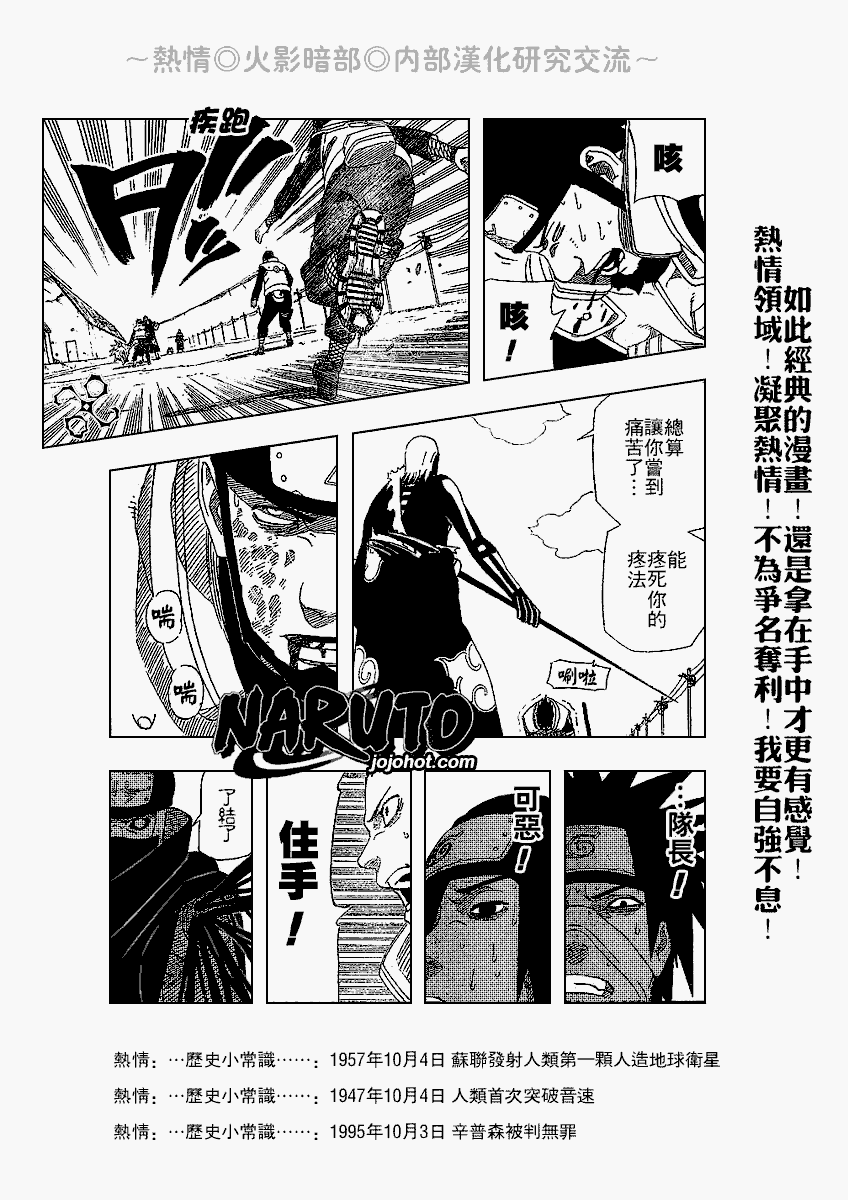 ~熱情◎火影暗部◎内部漢化研究交流~
咳
咳！
疾跑
總算
讓你嘗到
痛苦了…
能
疼死你的
疼法
唰啦
喘
喘
NARUTO
jojohot.com
…隊長！
可惡！
住手！
了結了
如此經典的漫畫！還是拿在手中才更有感覺！
熱情領域！凝聚熱情！不為爭名奪利！我要自強不息！
熱情：…歷史小常識……：1957年10月4日 蘇聯發射人類第一顆人造地球衛星
熱情：…歷史小常識……：1947年10月4日 人類首次突破音速
熱情：…歷史小常識……：1995年10月3日 辛普森被判無罪